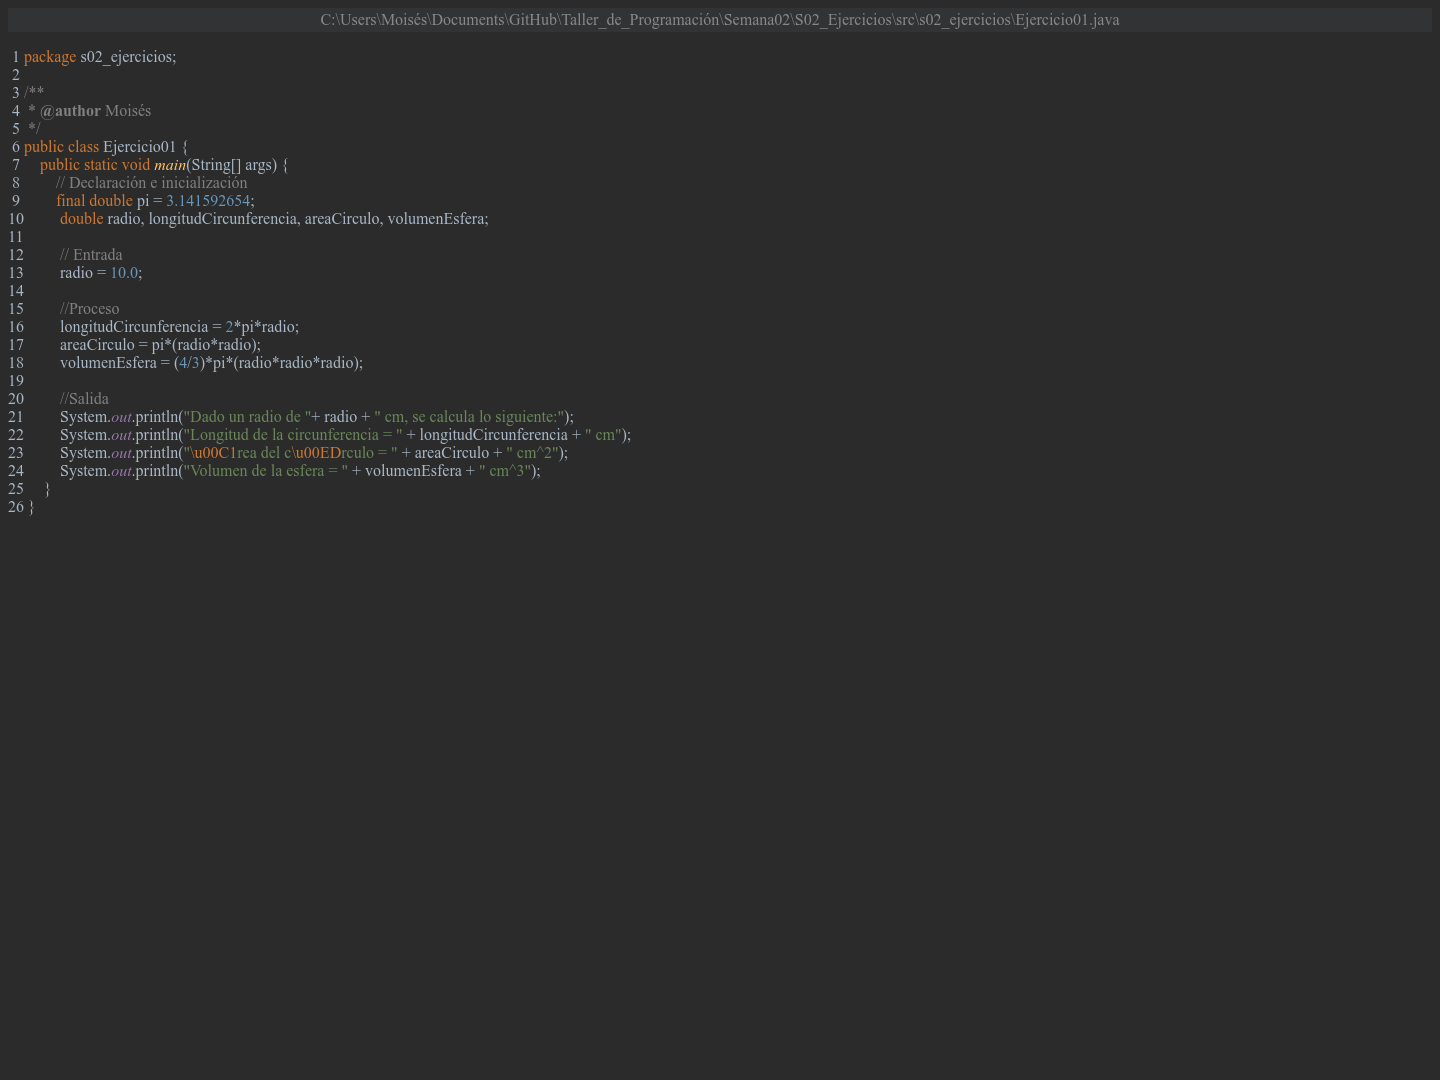 C:\Users\Moisés\Documents\GitHub\Taller_de_Programación\Semana02\S02_Ejercicios\src\s02_ejercicios\Ejercicio01.java
1 package s02_ejercicios;
2
3 /**
4  * @author Moisés
5  */
6 public class Ejercicio01 {
7     public static void main(String[] args) {
8         // Declaración e inicialización
9         final double pi = 3.141592654;
10         double radio, longitudCircunferencia, areaCirculo, volumenEsfera;
11
12         // Entrada
13         radio = 10.0;
14
15         //Proceso
16         longitudCircunferencia = 2*pi*radio;
17         areaCirculo = pi*(radio*radio);
18         volumenEsfera = (4/3)*pi*(radio*radio*radio);
19
20         //Salida
21         System.out.println("Dado un radio de "+ radio + " cm, se calcula lo siguiente:");
22         System.out.println("Longitud de la circunferencia = " + longitudCircunferencia + " cm");
23         System.out.println("\u00C1rea del c\u00EDrculo = " + areaCirculo + " cm^2");
24         System.out.println("Volumen de la esfera = " + volumenEsfera + " cm^3");
25     }
26 }